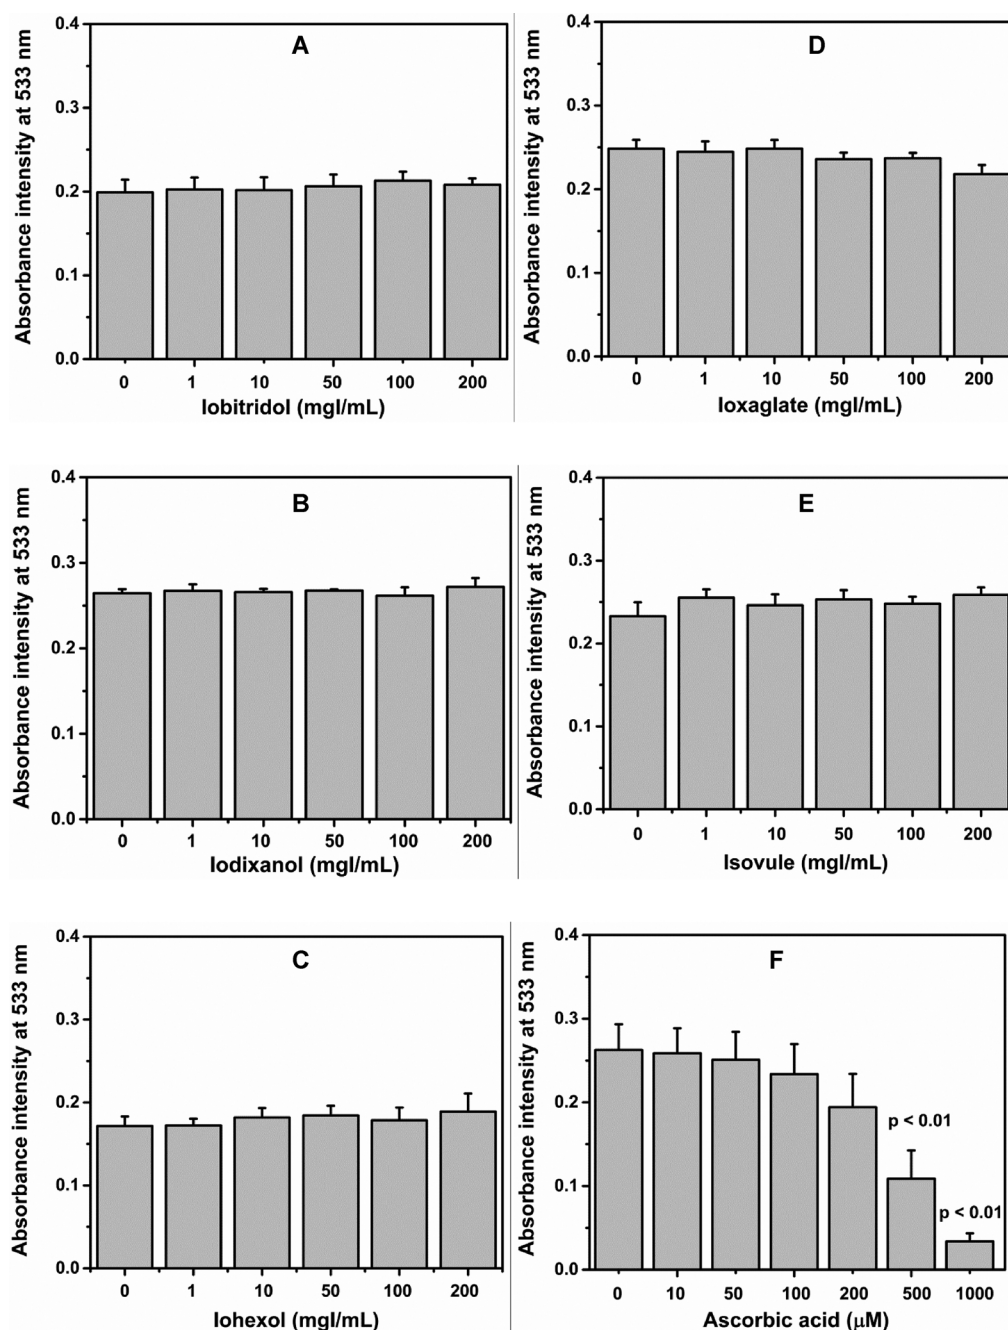 A
Absorbance intensity at 533 nm
0.4
0.3
0.2
0.1
0.0
0 1 10 50 100 200
Iobitridol (mgI/mL)
D
Absorbance intensity at 533 nm
0.4
0.3
0.2
0.1
0.0
0 1 10 50 100 200
Ioxaglate (mgI/mL)
B
Absorbance intensity at 533 nm
0.4
0.3
0.2
0.1
0.0
0 1 10 50 100 200
Iodixanol (mgI/mL)
E
Absorbance intensity at 533 nm
0.4
0.3
0.2
0.1
0.0
0 1 10 50 100 200
Isovule (mgI/mL)
C
Absorbance intensity at 533 nm
0.4
0.3
0.2
0.1
0.0
0 1 10 50 100 200
Iohexol (mgI/mL)
F
Absorbance intensity at 533 nm
0.4
0.3
0.2
0.1
0.0
p < 0.01
p < 0.01
0 10 50 100 200 500 1000
Ascorbic acid (μM)